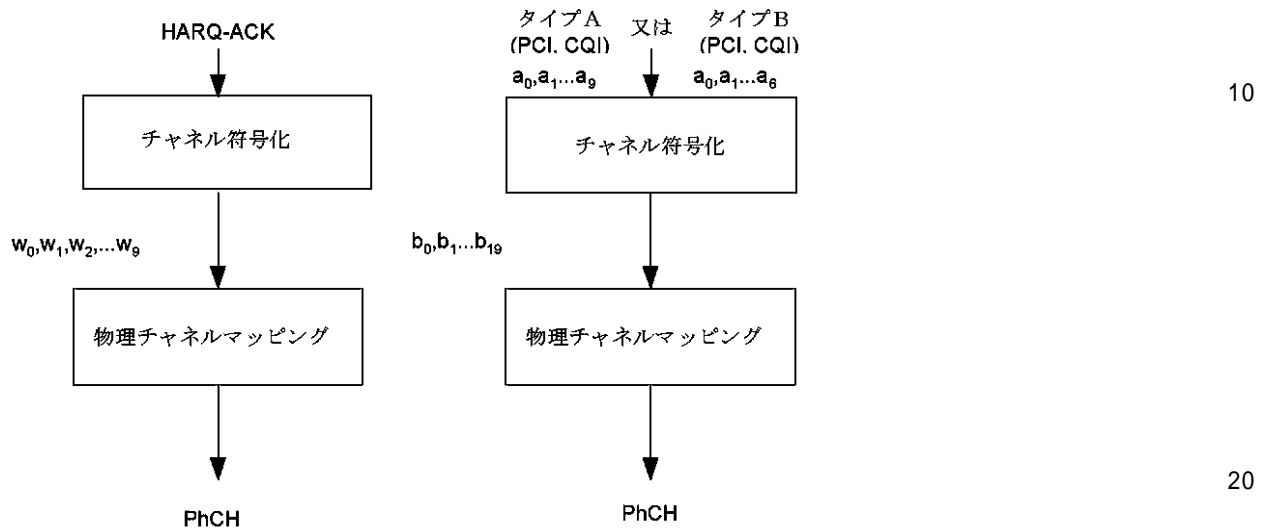 HARQ-ACK
チャネル符号化
w0,w1,w2,...w9
物理チャネルマッピング
PhCH
タイプA 又は タイプB
(PCI, CQI) (PCI, CQI)
a0,a1...a9 a0,a1...a6
チャネル符号化
b0,b1...b19
物理チャネルマッピング
PhCH
10
20